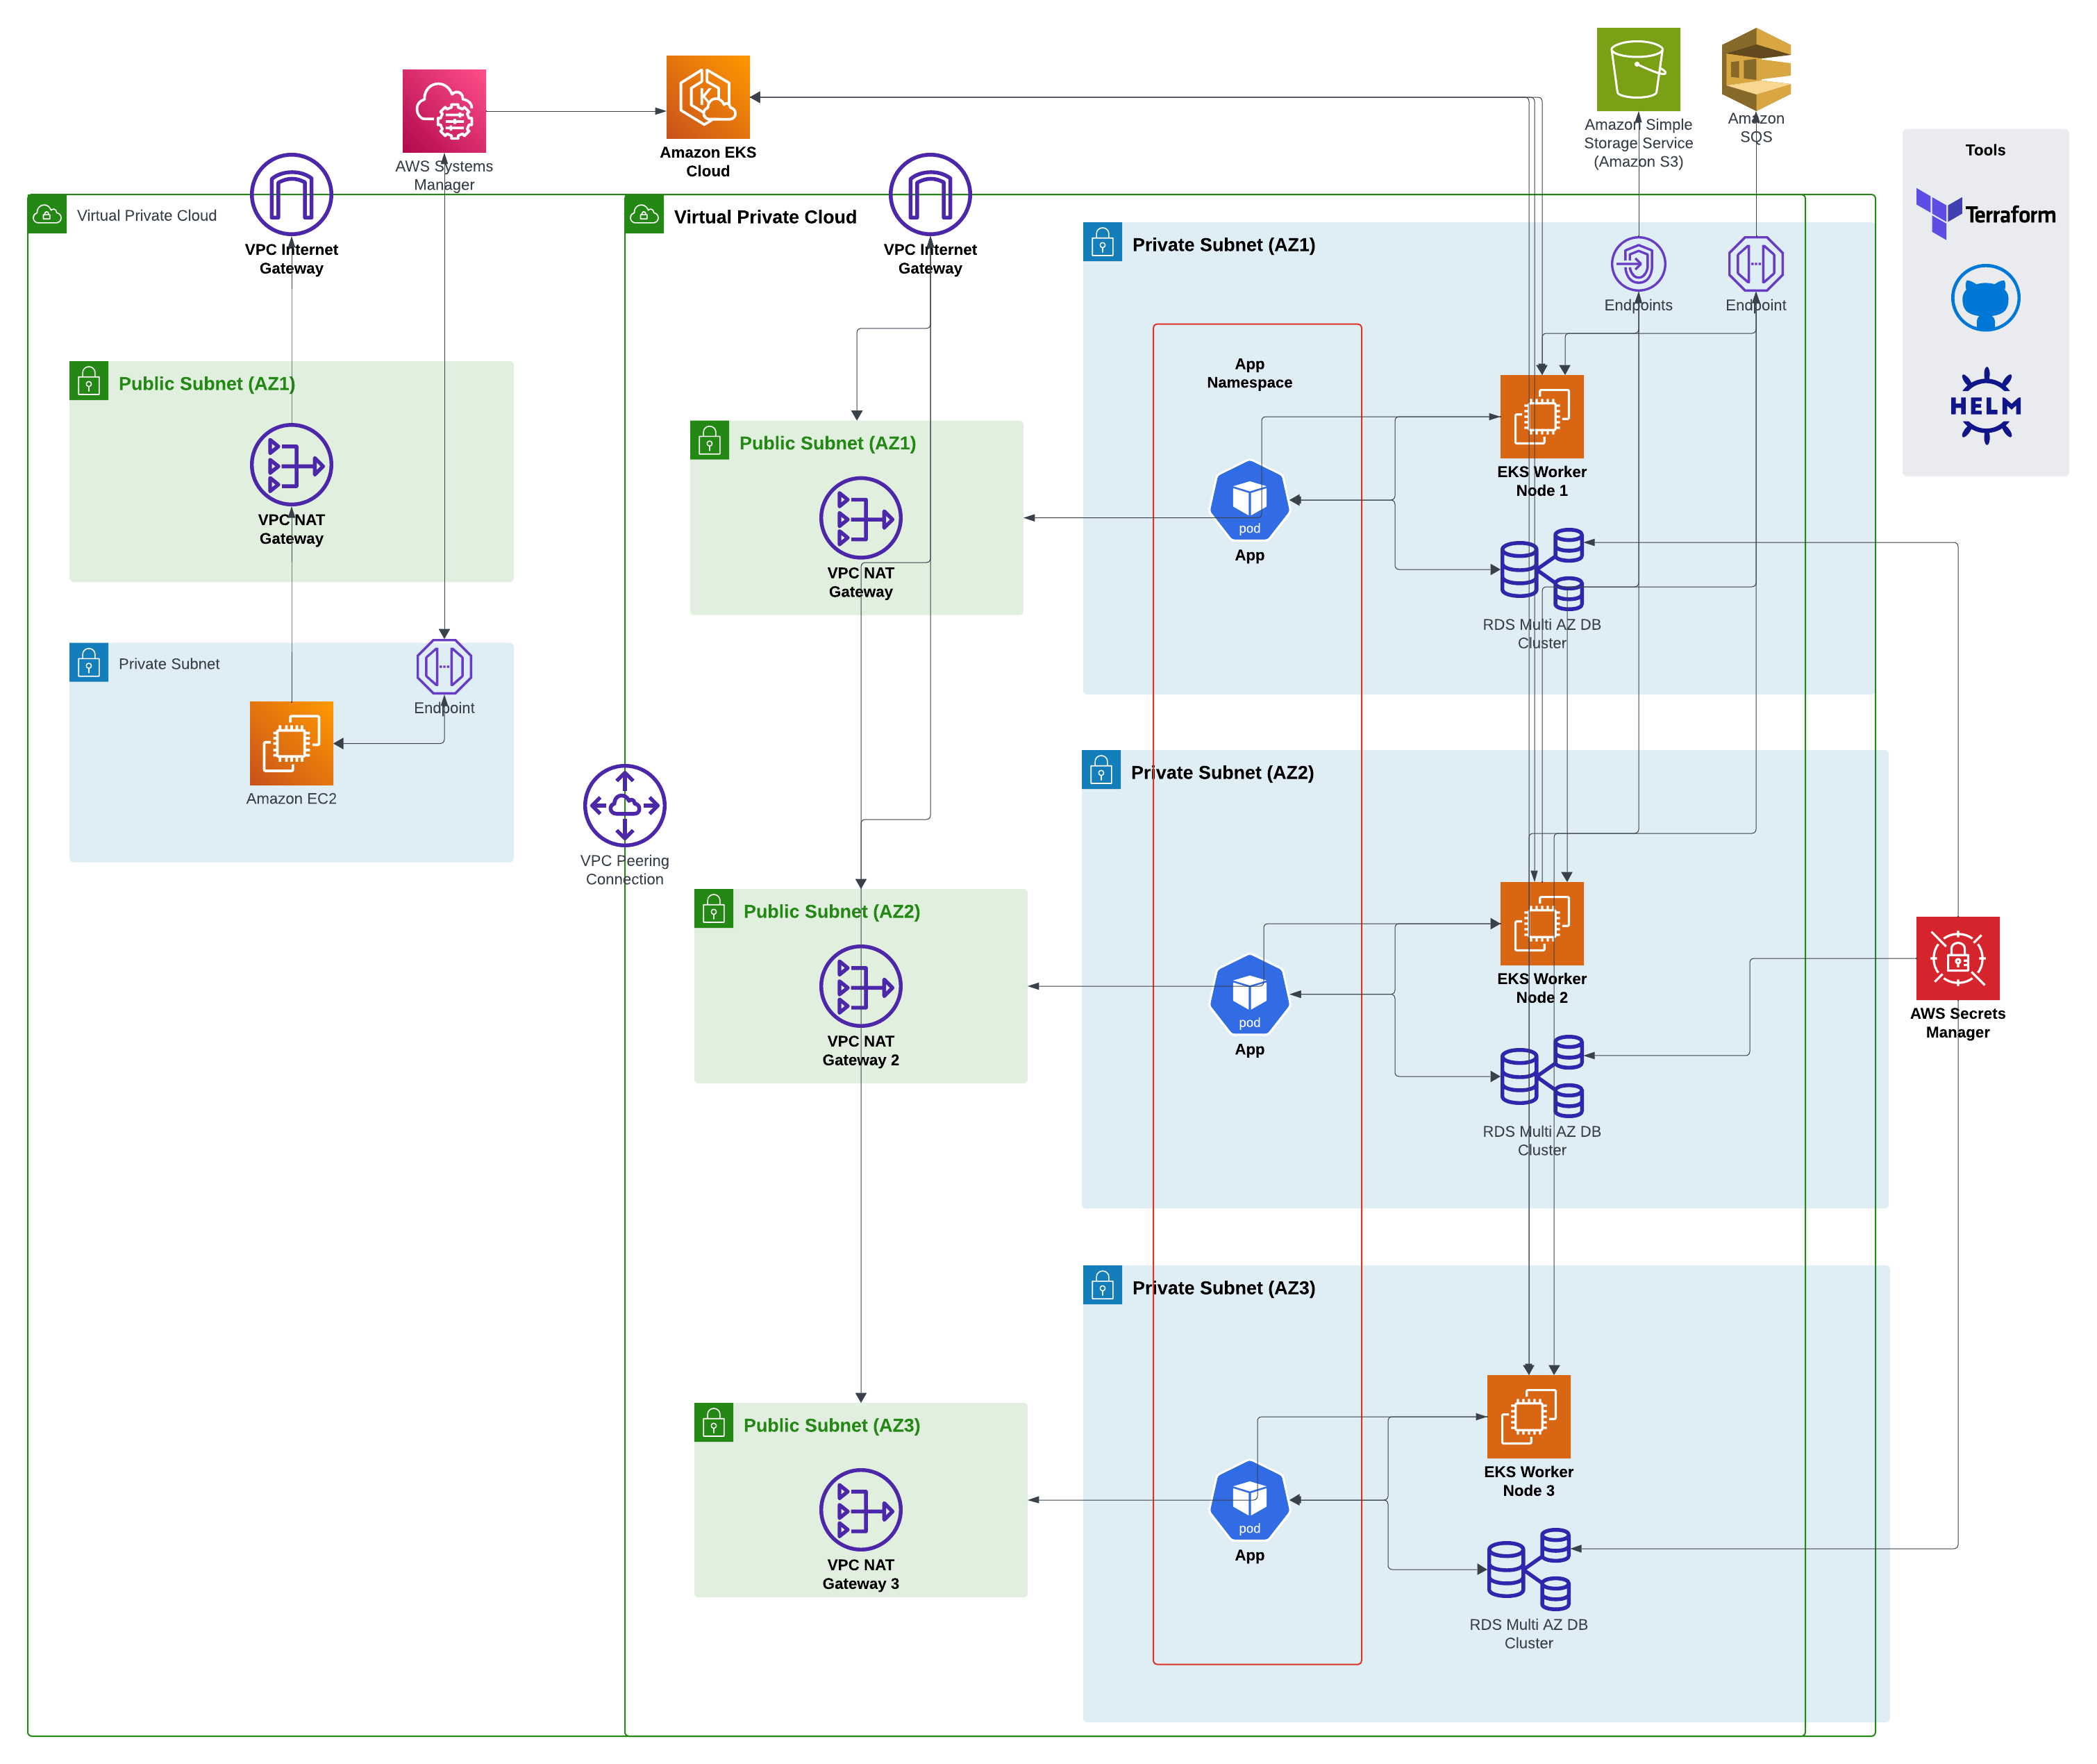 Amazon Simple
Storage Service
(Amazon S3)
Amazon
SQS
AWS Systems
Manager
Amazon EKS
Cloud
Tools
Terraform
HELM
Virtual Private Cloud
VPC Internet
Gateway
Public Subnet (AZ1)
VPC NAT
Gateway
Private Subnet
Endpoint
Amazon EC2
VPC Peering
Connection
Virtual Private Cloud
VPC Internet
Gateway
Public Subnet (AZ1)
VPC NAT
Gateway
Public Subnet (AZ2)
VPC NAT
Gateway 2
Public Subnet (AZ3)
VPC NAT
Gateway 3
Private Subnet (AZ1)
Endpoints
Endpoint
App
Namespace
EKS Worker
Node 1
pod
App
RDS Multi AZ DB
Cluster
Private Subnet (AZ2)
EKS Worker
Node 2
pod
App
RDS Multi AZ DB
Cluster
AWS Secrets
Manager
Private Subnet (AZ3)
EKS Worker
Node 3
pod
App
RDS Multi AZ DB
Cluster